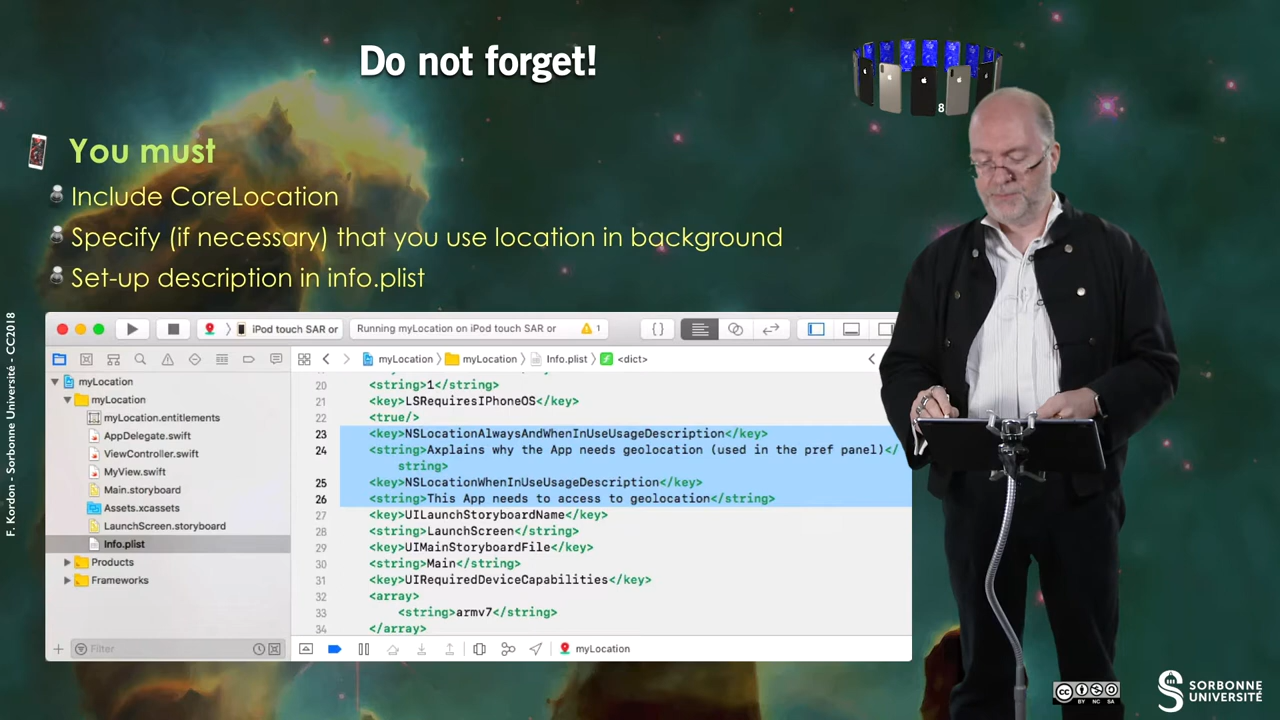 Do not forget!
8
You must
Include CoreLocation
Specify (if necessary) that you use location in background
Set-up description in info.plist
F. Kordon - Sorbonne Université - CC2018
iPod touch SAR or
Running myLocation on iPod touch SAR or
1
{ }
myLocation
myLocation
Info.plist
<dict>
myLocation
myLocation
myLocation.entitlements
AppDelegate.swift
ViewController.swift
MyView.swift
Main.storyboard
Assets.xcassets
LaunchScreen.storyboard
Info.plist
Products
Frameworks
Filter
20 <string>1</string>
21 <key>LSRequiresIPhoneOS</key>
22 <true/>
23 <key>NSLocationAlwaysAndWhenInUseUsageDescription</key>
24 <string>Axplains why the App needs geolocation (used in the pref panel)</
string>
25 <key>NSLocationWhenInUseUsageDescription</key>
26 <string>This App needs to access to geolocation</string>
27 <key>UILaunchStoryboardName</key>
28 <string>LaunchScreen</string>
29 <key>UIMainStoryboardFile</key>
30 <string>Main</string>
31 <key>UIRequiredDeviceCapabilities</key>
32 <array>
33 <string>armv7</string>
34 </array>
myLocation
CC BY NC SA
SORBONNE
UNIVERSITÉ